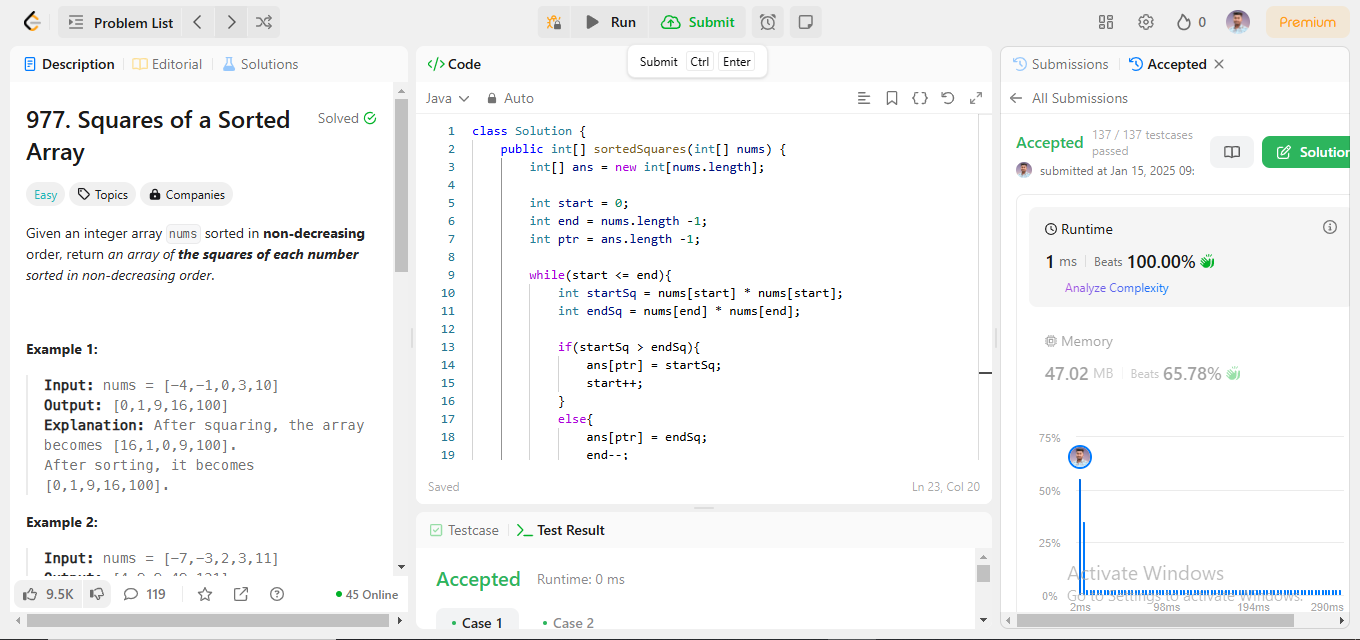 Problem List
Run
Submit
0
Premium
Submit Ctrl Enter
Description
Editorial
Solutions
977. Squares of a Sorted
Array
Solved
Easy
Topics
Companies
Given an integer array nums sorted in non-decreasing
order, return an array of the squares of each number
sorted in non-decreasing order.
Example 1:
Input: nums = [-4,-1,0,3,10]
Output: [0,1,9,16,100]
Explanation: After squaring, the array
becomes [16,1,0,9,100].
After sorting, it becomes
[0,1,9,16,100].
Example 2:
Input: nums = [-7,-3,2,3,11]
9.5K
119
45 Online
</> Code
Java
Auto
1 class Solution {
2 public int[] sortedSquares(int[] nums) {
3 int[] ans = new int[nums.length];
4
5 int start = 0;
6 int end = nums.length -1;
7 int ptr = ans.length -1;
8
9 while(start <= end){
10 int startSq = nums[start] * nums[start];
11 int endSq = nums[end] * nums[end];
12
13 if(startSq > endSq){
14 ans[ptr] = startSq;
15 start++;
16 }
17 else{
18 ans[ptr] = endSq;
19 end--;
Saved
Ln 23, Col 20
Testcase
Test Result
Accepted Runtime: 0 ms
Case 1
Case 2
Submissions
Accepted
All Submissions
Accepted 137 / 137 testcases
passed
submitted at Jan 15, 2025 09:
Solution
Runtime
1 ms Beats 100.00%
Analyze Complexity
Memory
47.02 MB Beats 65.78%
75%
50%
25%
0%
2ms 98ms 194ms 290ms
Activate Windows
Go to Settings to activate Windows.